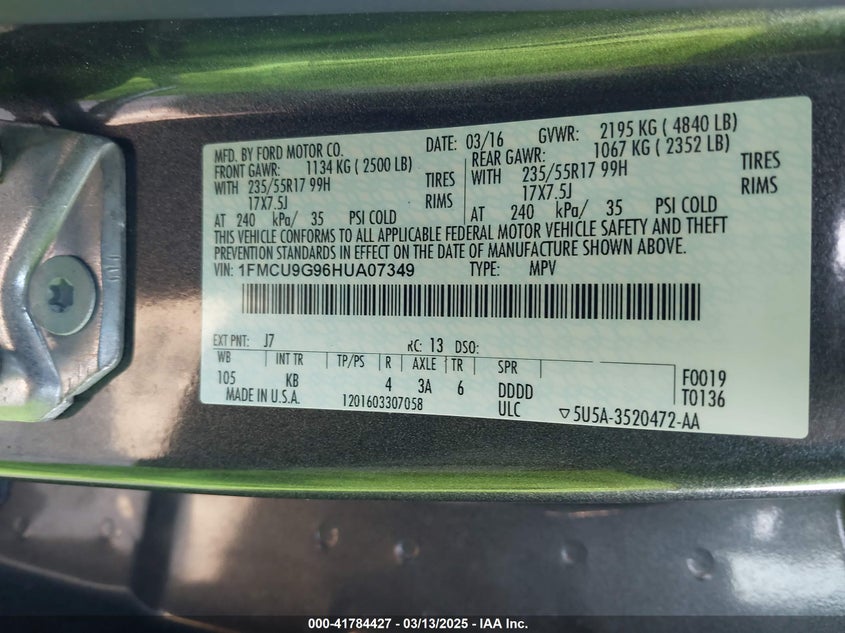 MFD. BY FORD MOTOR CO. DATE: 03/16 GVWR: 2195 KG ( 4840 LB)
FRONT GAWR: 1134 KG ( 2500 LB) REAR GAWR: 1067 KG ( 2352 LB)
WITH 235/55R17 99H TIRES WITH 235/55R17 99H TIRES
17X7.5J RIMS 17X7.5J RIMS
AT 240 kPa/ 35 PSI COLD AT 240 kPa/ 35 PSI COLD
THIS VEHICLE CONFORMS TO ALL APPLICABLE FEDERAL MOTOR VEHICLE SAFETY AND THEFT
PREVENTION STANDARDS IN EFFECT ON THE DATE OF MANUFACTURE SHOWN ABOVE.
VIN: 1FMCU9G96HUA07349 TYPE: MPV
EXT PNT: J7 RC: 13 DSO:
WB INT TR TP/PS R AXLE TR SPR
105 KB 4 3A 6 DDDD F0019
MADE IN U.S.A. 1201603307058 ULC T0136
▽5U5A-3520472-AA
000-41784427 - 03/13/2025 - IAA Inc.